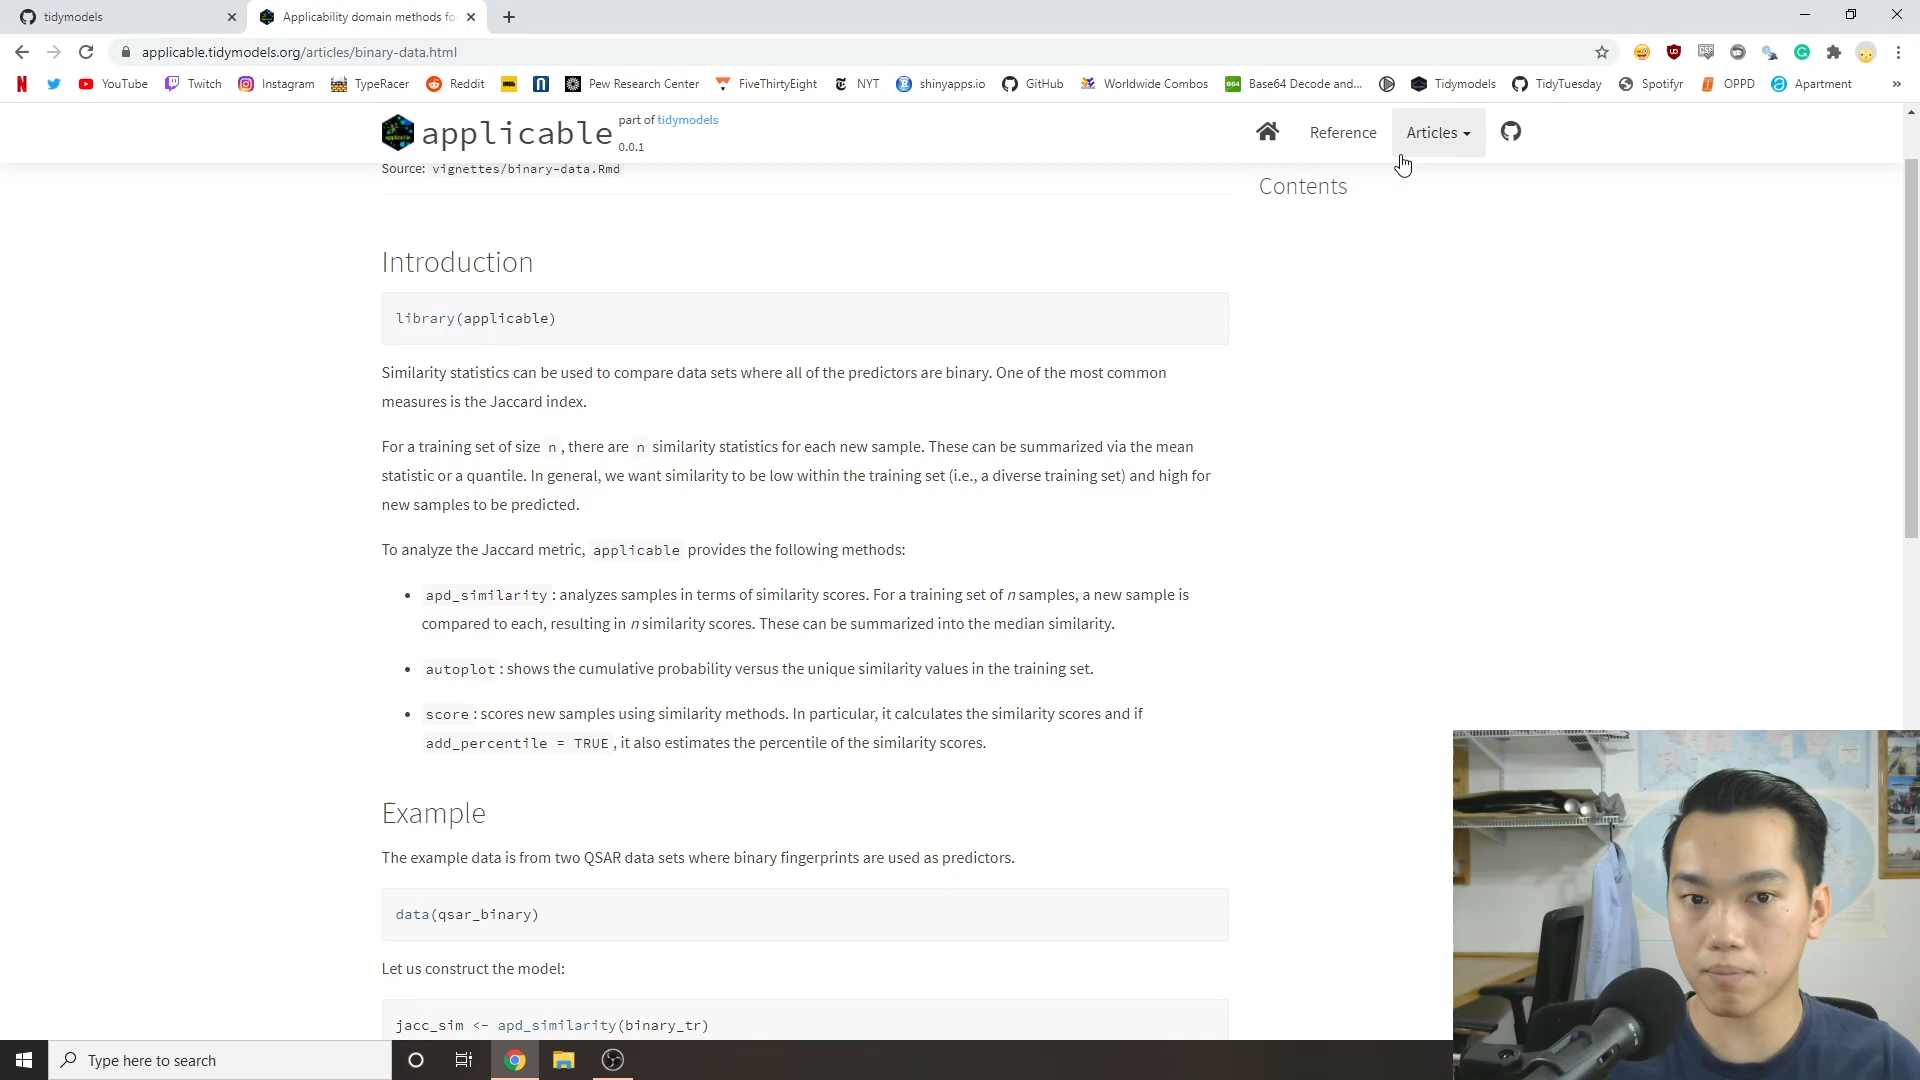 tidymodels
Applicability domain methods fo
applicable.tidymodels.org/articles/binary-data.html
YouTube Twitch Instagram TypeRacer Reddit Pew Research Center FiveThirtyEight NYT shinyapps.io GitHub Worldwide Combos Base64 Decode and... Tidymodels TidyTuesday Spotifyr OPPD Apartment »
applicable part of tidymodels
0.0.1
Reference Articles
Source: vignettes/binary-data.Rmd
Contents
Introduction
library(applicable)
Similarity statistics can be used to compare data sets where all of the predictors are binary. One of the most common
measures is the Jaccard index.
For a training set of size n , there are n similarity statistics for each new sample. These can be summarized via the mean
statistic or a quantile. In general, we want similarity to be low within the training set (i.e., a diverse training set) and high for
new samples to be predicted.
To analyze the Jaccard metric, applicable provides the following methods:
• apd_similarity : analyzes samples in terms of similarity scores. For a training set of n samples, a new sample is
compared to each, resulting in n similarity scores. These can be summarized into the median similarity.
• autoplot : shows the cumulative probability versus the unique similarity values in the training set.
• score : scores new samples using similarity methods. In particular, it calculates the similarity scores and if
add_percentile = TRUE , it also estimates the percentile of the similarity scores.
Example
The example data is from two QSAR data sets where binary fingerprints are used as predictors.
data(qsar_binary)
Let us construct the model:
jacc_sim <- apd_similarity(binary_tr)
Type here to search